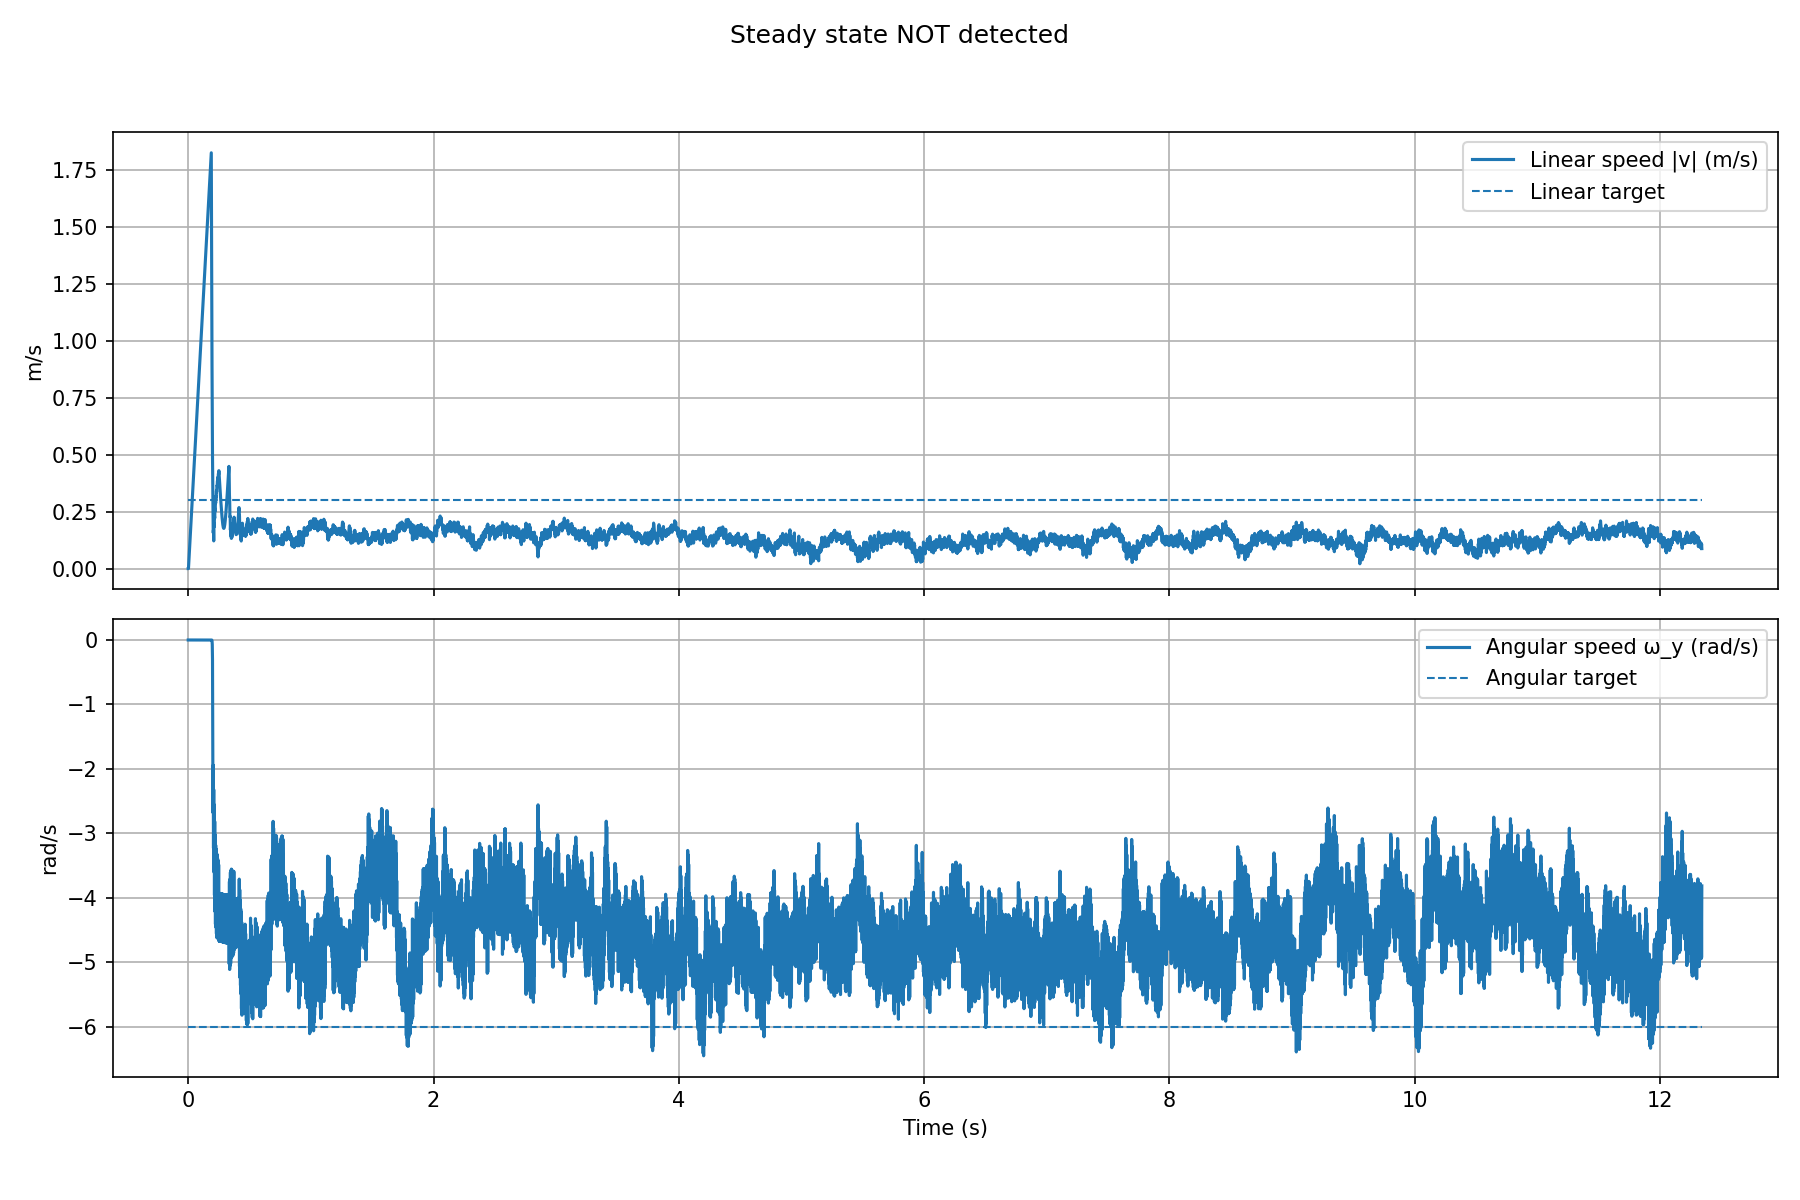 Steady state NOT detected
1.75
1.50
1.25
1.00
0.75
0.50
0.25
0.00
m/s
Linear speed |v| (m/s)
Linear target
0
−1
−2
−3
−4
−5
−6
rad/s
Angular speed ω_y (rad/s)
Angular target
0 2 4 6 8 10 12
Time (s)